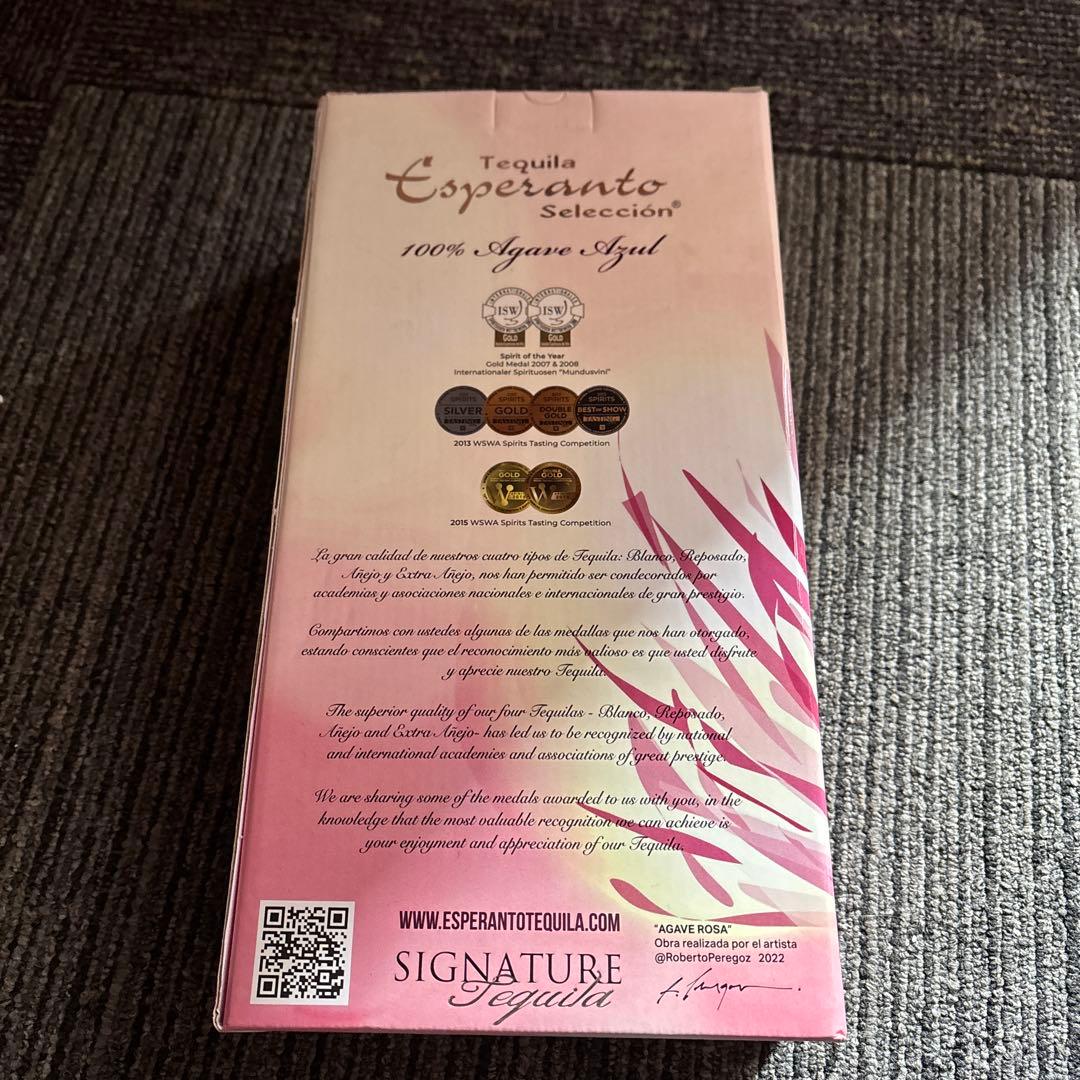 Tequila
Esperanto
Selección®
100% Agave Azul
ISW ISW
GOLD GOLD
Spirit of the Year
Gold Medal 2007 & 2008
Internationaler Spirituosen "Mundusvini"
SPIRITS SPIRITS SPIRITS SPIRITS
SILVER GOLD DOUBLE GOLD BEST OF SHOW
TASTING TASTING TASTING TASTING
2013 WSWA Spirits Tasting Competition
GOLD DOUBLE GOLD
2015 WSWA Spirits Tasting Competition
La gran calidad de nuestros cuatro tipos de Tequila: Blanco, Reposado,
Añejo y Extra Añejo, nos han permitido ser condecorados por
academias y asociaciones nacionales e internacionales de gran prestigio.
Compartimos con ustedes algunas de las medallas que nos han otorgado,
estando conscientes que el reconocimiento más valioso es que usted disfrute
y aprecie nuestro Tequila.
The superior quality of our four Tequilas - Blanco, Reposado,
Añejo and Extra Añejo- has led us to be recognized by national
and international academies and associations of great prestige.
We are sharing some of the medals awarded to us with you, in the
knowledge that the most valuable recognition we can achieve is
your enjoyment and appreciation of our Tequila.
WWW.ESPERANTOTEQUILA.COM
SIGNATURE
Tequila
"AGAVE ROSA"
Obra realizada por el artista
@RobertoPeregoz 2022